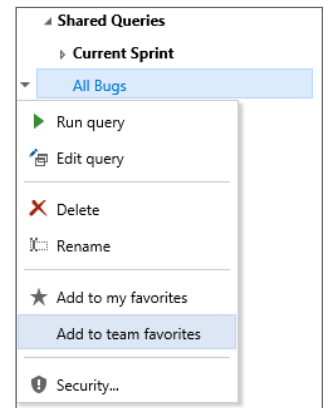 Shared Queries
Current Sprint
All Bugs
Run query
Edit query
Delete
Rename
Add to my favorites
Add to team favorites
Security...